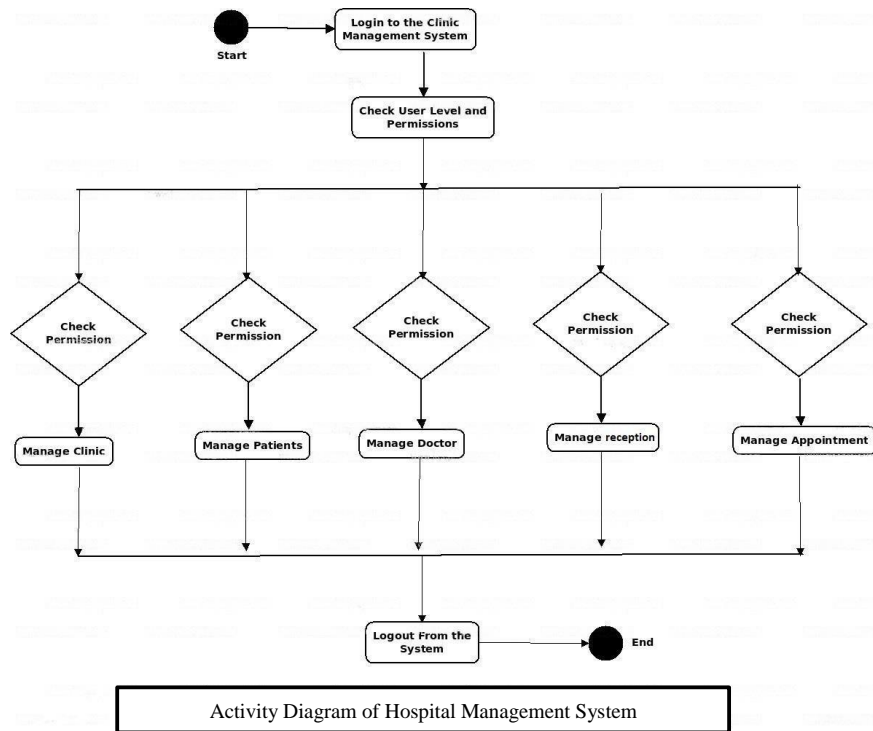 Login to the Clinic
Management System
Start
Check User Level and
Permissions
Check
Permission
Check
Permission
Check
Permission
Check
Permission
Check
Permission
Manage Clinic
Manage Patients
Manage Doctor
Manage reception
Manage Appointment
Logout From the
System
End
Activity Diagram of Hospital Management System